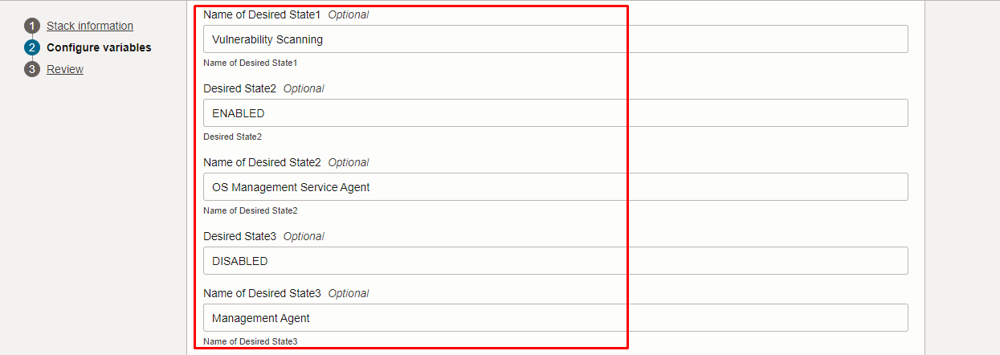 1 Stack information
2 Configure variables
3 Review
Name of Desired State1 Optional
Vulnerability Scanning
Name of Desired State1
Desired State2 Optional
ENABLED
Desired State2
Name of Desired State2 Optional
OS Management Service Agent
Name of Desired State2
Desired State3 Optional
DISABLED
Name of Desired State3 Optional
Management Agent
Name of Desired State3